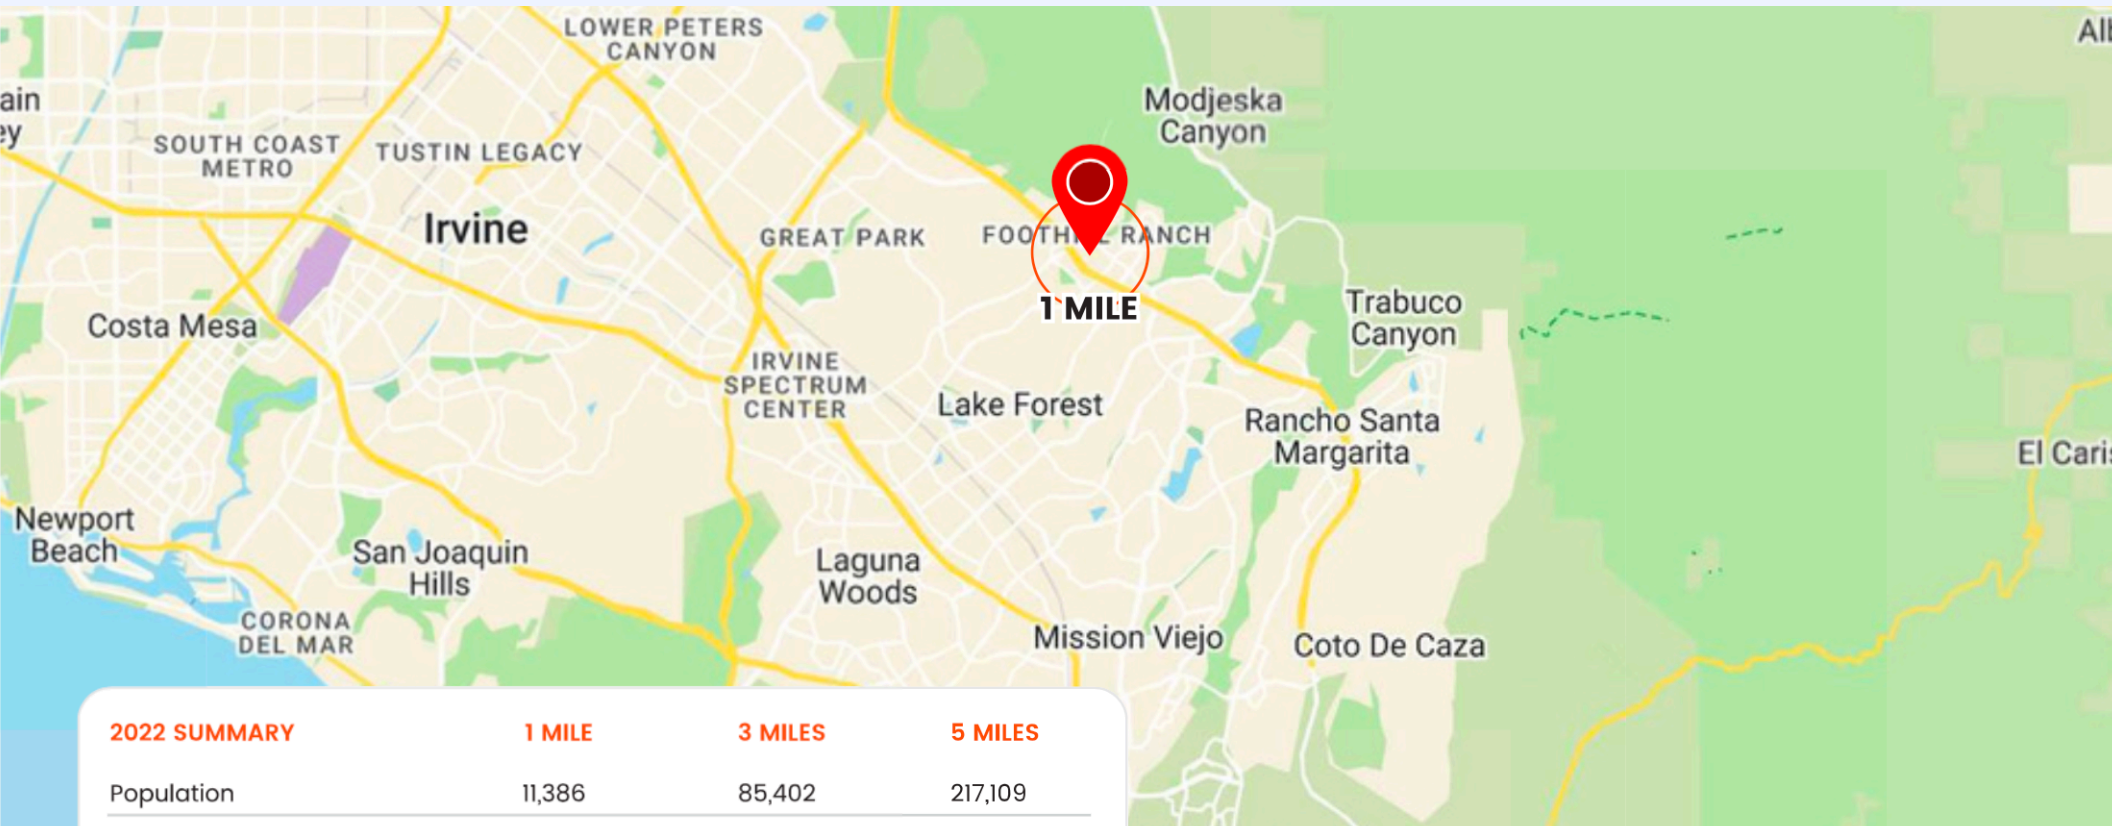 LOWER PETERS
CANYON
Modjeska
Canyon
SOUTH COAST
METRO
TUSTIN LEGACY
Irvine
GREAT PARK
FOOTHILL RANCH
1 MILE
Costa Mesa
Trabuco
Canyon
IRVINE
SPECTRUM
CENTER
Lake Forest
Rancho Santa
Margarita
El Caris
Newport
Beach
San Joaquin
Hills
Laguna
Woods
CORONA
DEL MAR
Mission Viejo
Coto De Caza
2022 SUMMARY 1 MILE 3 MILES 5 MILES
Population 11,386 85,402 217,109